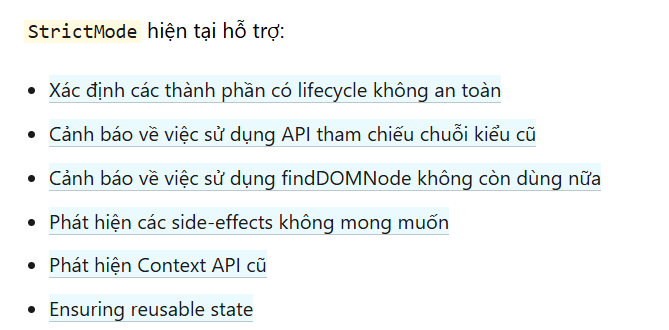 StrictMode hiện tại hỗ trợ:
Xác định các thành phần có lifecycle không an toàn
Cảnh báo về việc sử dụng API tham chiếu chuỗi kiểu cũ
Cảnh báo về việc sử dụng findDOMNode không còn dùng nữa
Phát hiện các side-effects không mong muốn
Phát hiện Context API cũ
Ensuring reusable state